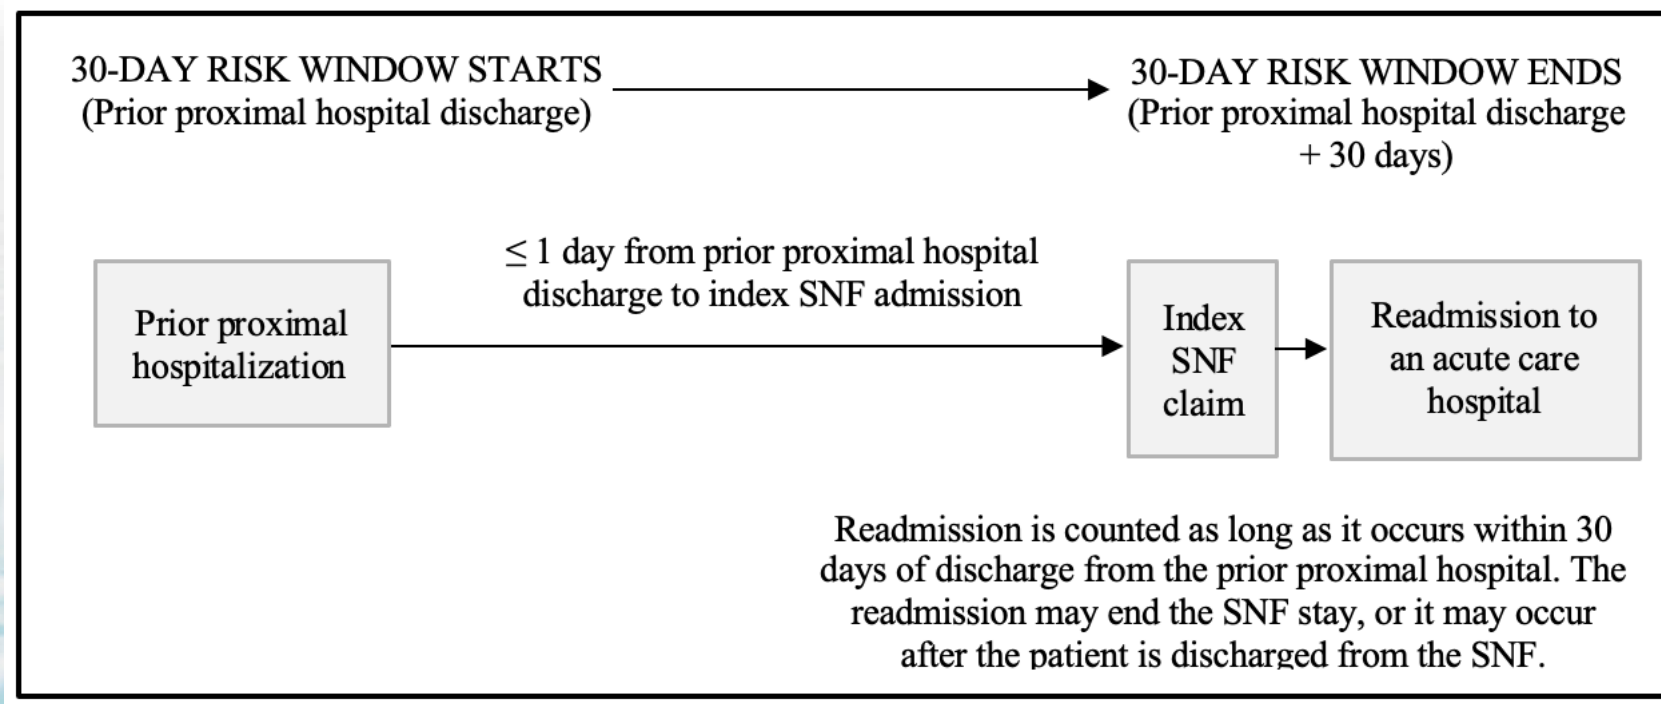 30-DAY RISK WINDOW STARTS
(Prior proximal hospital discharge)
30-DAY RISK WINDOW ENDS
(Prior proximal hospital discharge
+ 30 days)
≤ 1 day from prior proximal hospital
discharge to index SNF admission
Prior proximal
hospitalization
Index
SNF
claim
Readmission to
an acute care
hospital
Readmission is counted as long as it occurs within 30
days of discharge from the prior proximal hospital. The
readmission may end the SNF stay, or it may occur
after the patient is discharged from the SNF.